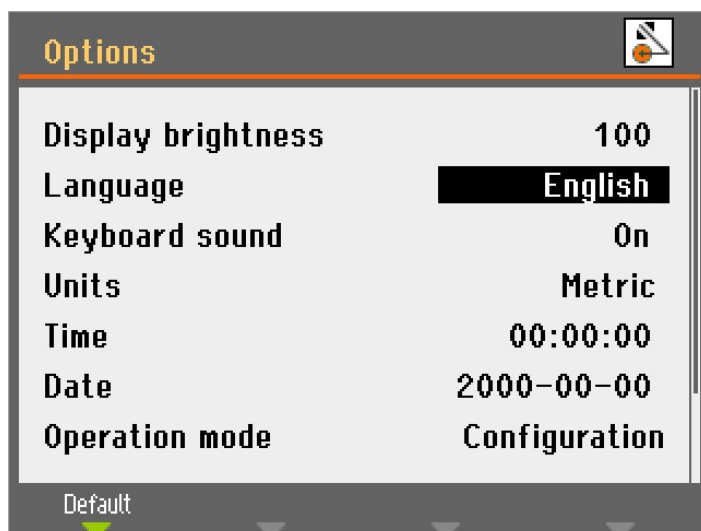 Options
Display brightness 100
Language English
Keyboard sound On
Units Metric
Time 00:00:00
Date 2000-00-00
Operation mode Configuration
Default